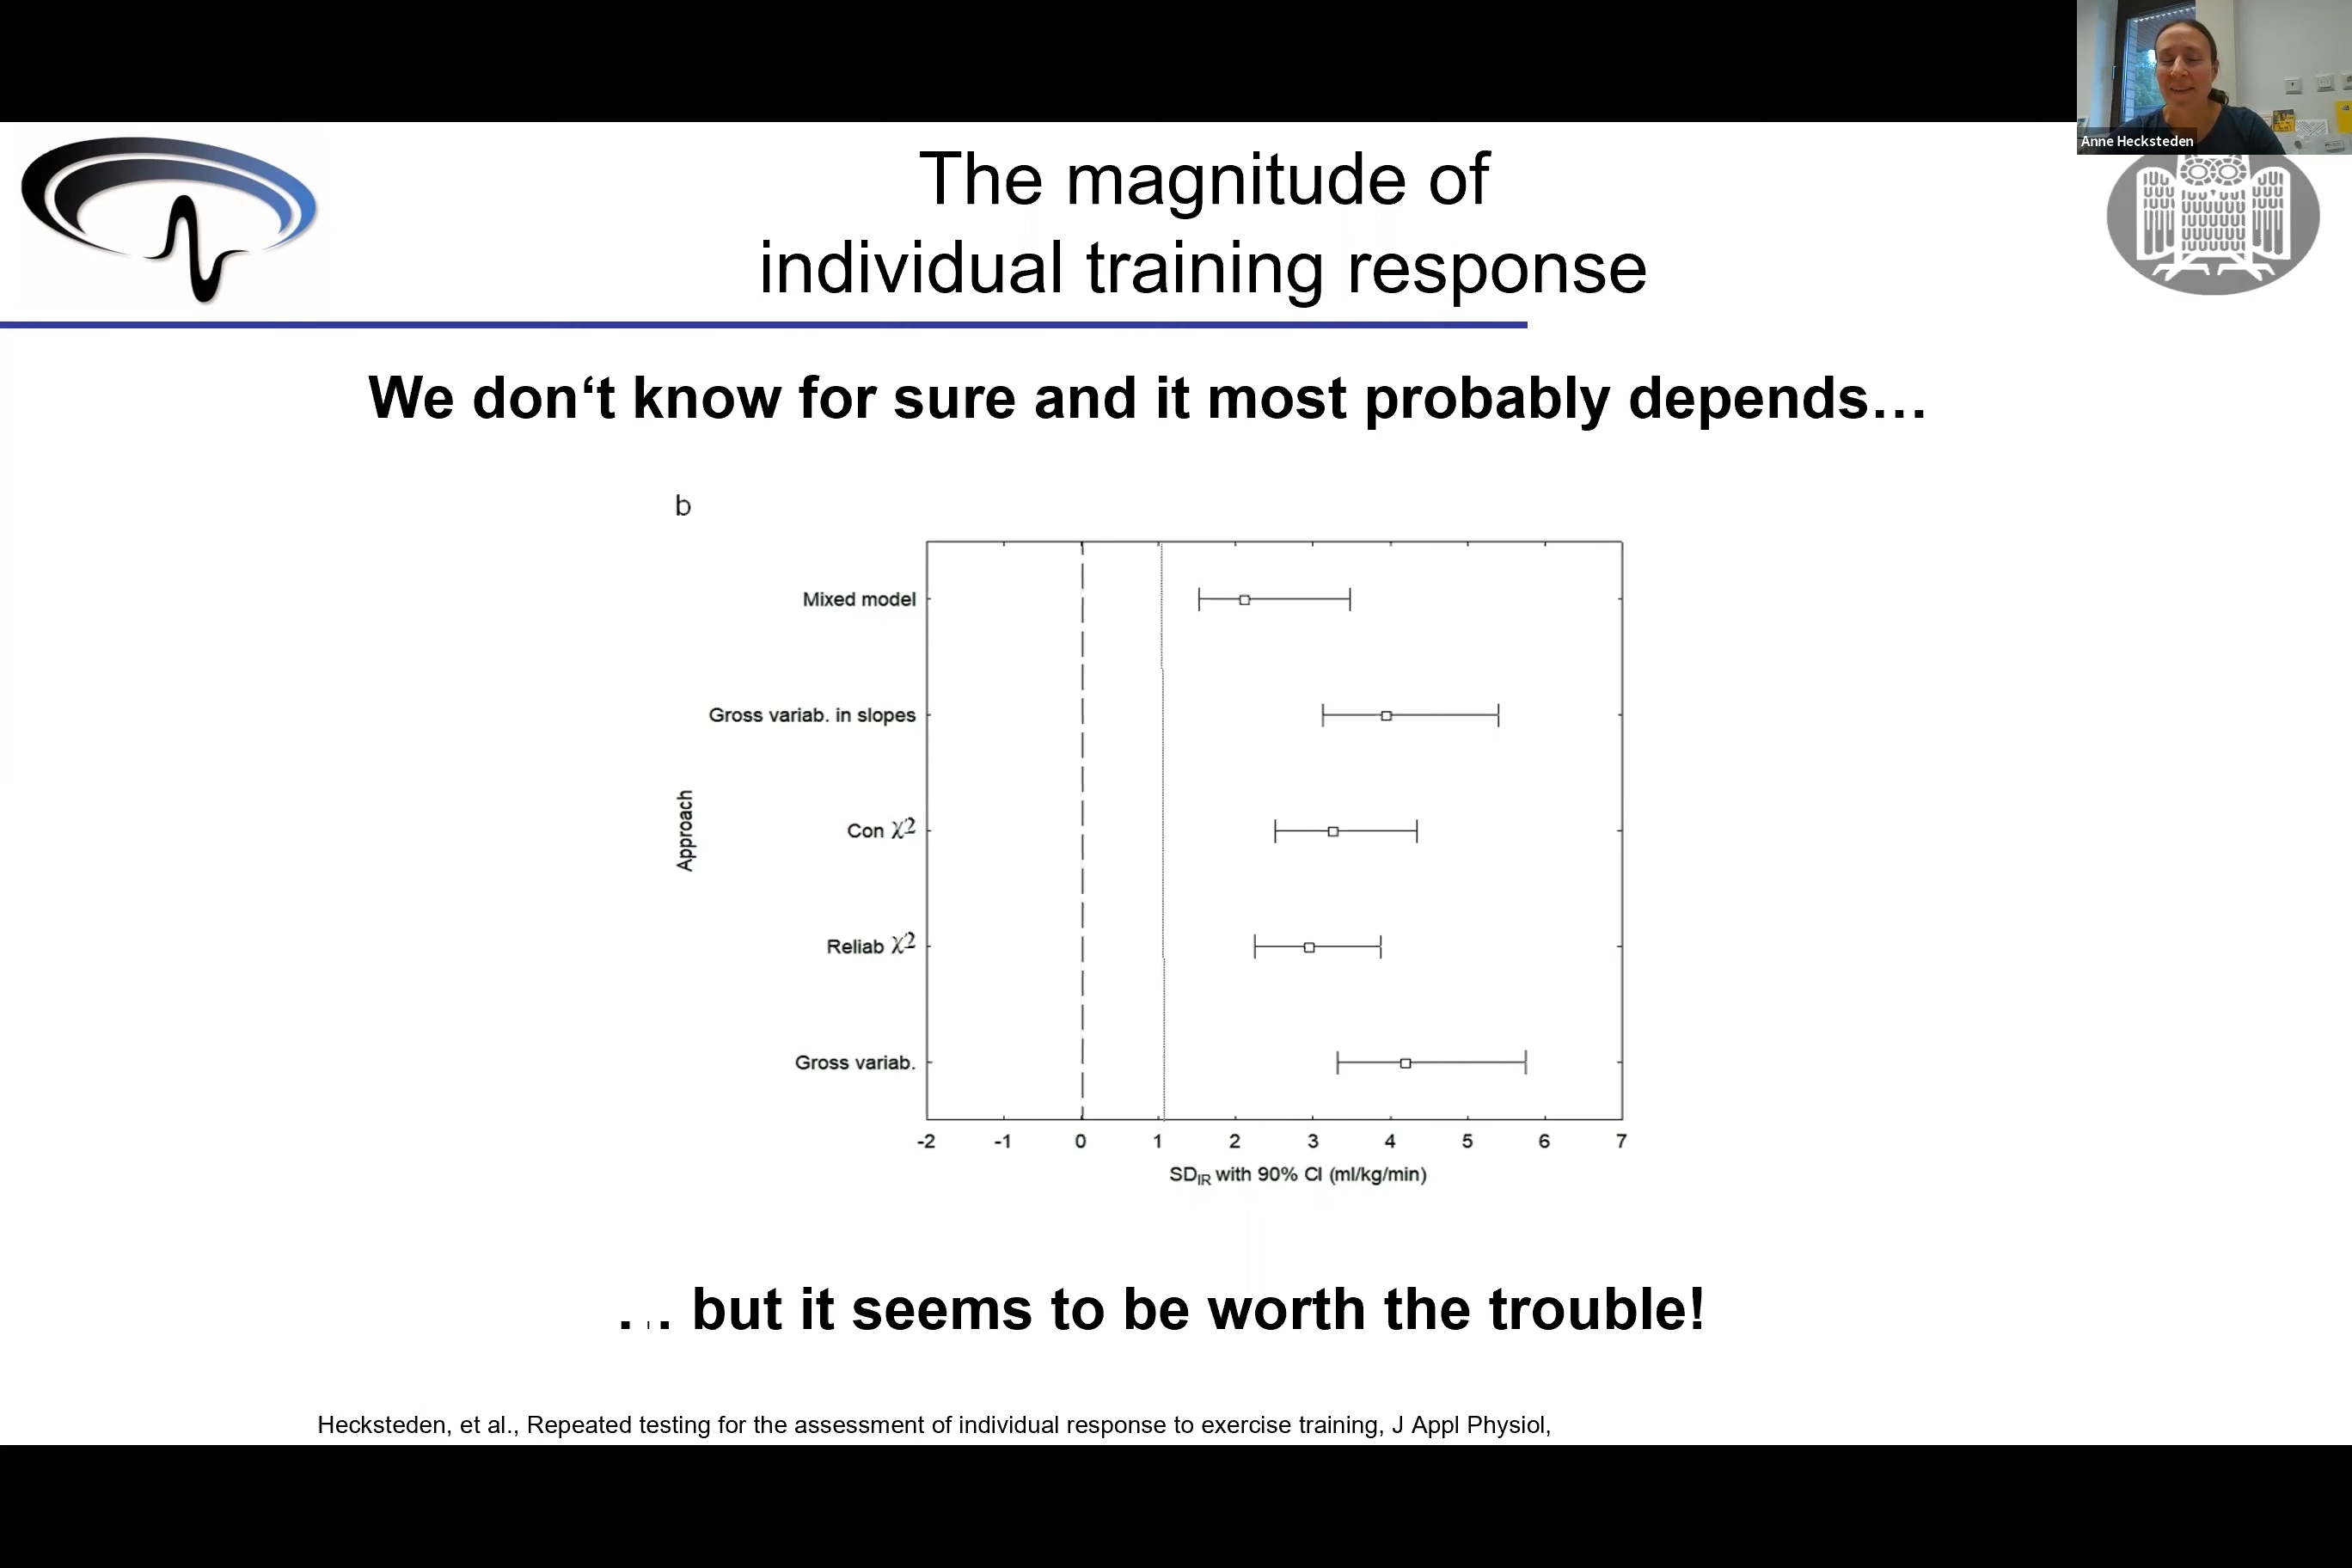 Anne Hecksteden
The magnitude of
individual training response
We don‘t know for sure and it most probably depends…
b
Mixed model
Gross variab. in slopes
Con χ2
Reliab χ2
Gross variab.
Approach
-2 -1 0 1 2 3 4 5 6 7
SDIR with 90% CI (ml/kg/min)
… but it seems to be worth the trouble!
Hecksteden, et al., Repeated testing for the assessment of individual response to exercise training, J Appl Physiol,